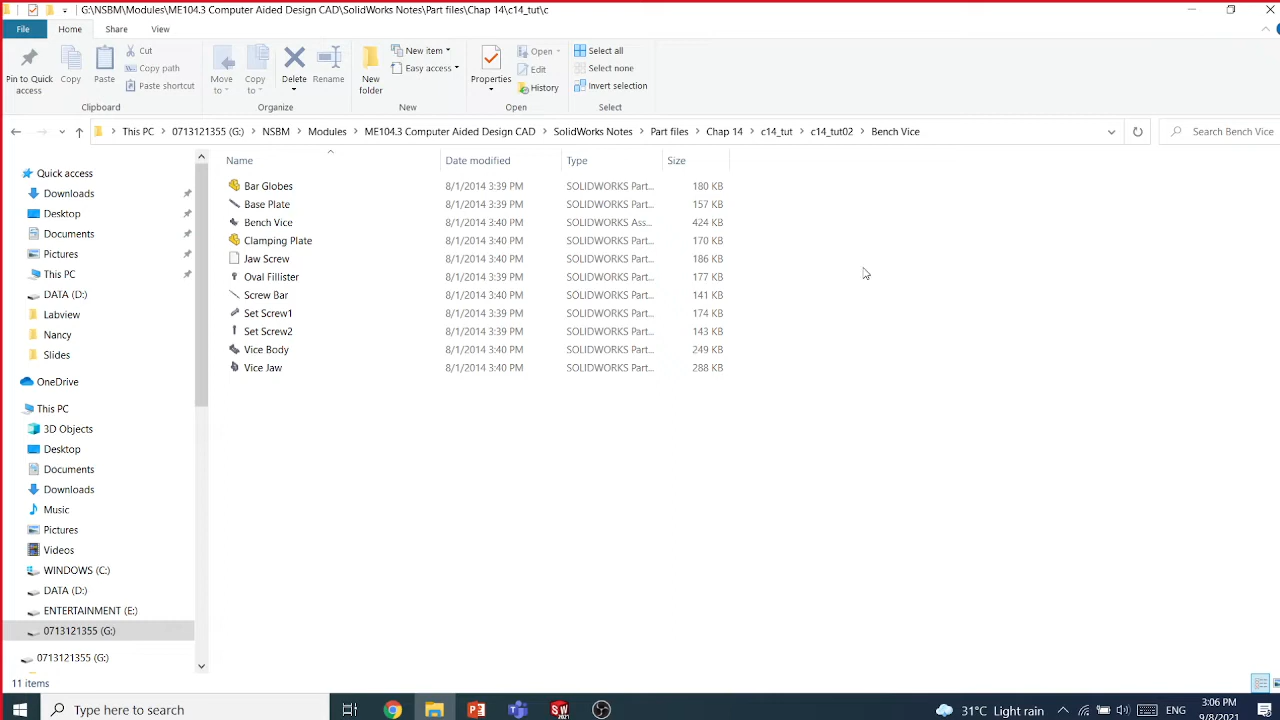 G:\NSBM\Modules\ME104.3 Computer Aided Design CAD\SolidWorks Notes\Part files\Chap 14\c14_tut\c
File Home Share View
Pin to Quick access
Copy
Paste
Cut
Copy path
Paste shortcut
Clipboard
Move to
Copy to
Delete
Rename
Organize
New folder
New item
Easy access
New
Properties
Open
Edit
History
Open
Select all
Select none
Invert selection
Select
This PC > 0713121355 (G:) > NSBM > Modules > ME104.3 Computer Aided Design CAD > SolidWorks Notes > Part files > Chap 14 > c14_tut > c14_tut02 > Bench Vice
Search Bench Vice
Quick access
Downloads
Desktop
Documents
Pictures
This PC
DATA (D:)
Labview
Nancy
Slides
OneDrive
This PC
3D Objects
Desktop
Documents
Downloads
Music
Pictures
Videos
WINDOWS (C:)
DATA (D:)
ENTERTAINMENT (E:)
0713121355 (G:)
0713121355 (G:)
Name Date modified Type Size
Bar Globes 8/1/2014 3:39 PM SOLIDWORKS Part... 180 KB
Base Plate 8/1/2014 3:39 PM SOLIDWORKS Part... 157 KB
Bench Vice 8/1/2014 3:40 PM SOLIDWORKS Ass... 424 KB
Clamping Plate 8/1/2014 3:40 PM SOLIDWORKS Part... 170 KB
Jaw Screw 8/1/2014 3:40 PM SOLIDWORKS Part... 186 KB
Oval Fillister 8/1/2014 3:39 PM SOLIDWORKS Part... 177 KB
Screw Bar 8/1/2014 3:40 PM SOLIDWORKS Part... 141 KB
Set Screw1 8/1/2014 3:39 PM SOLIDWORKS Part... 174 KB
Set Screw2 8/1/2014 3:39 PM SOLIDWORKS Part... 143 KB
Vice Body 8/1/2014 3:40 PM SOLIDWORKS Part... 249 KB
Vice Jaw 8/1/2014 3:40 PM SOLIDWORKS Part... 288 KB
11 items
Type here to search
31°C Light rain
ENG
3:06 PM